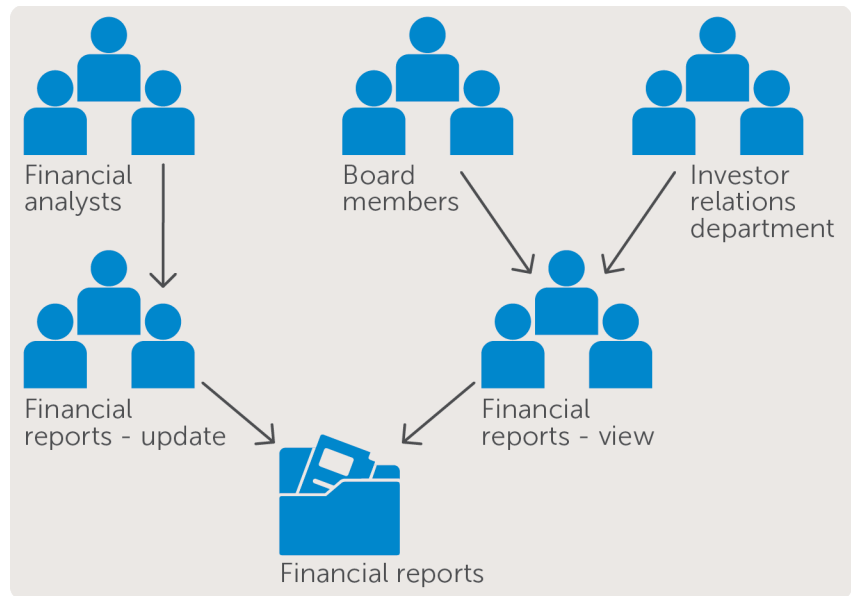 Financial
analysts
Board
members
Investor
relations
department
Financial
reports - update
Financial
reports - view
Financial reports